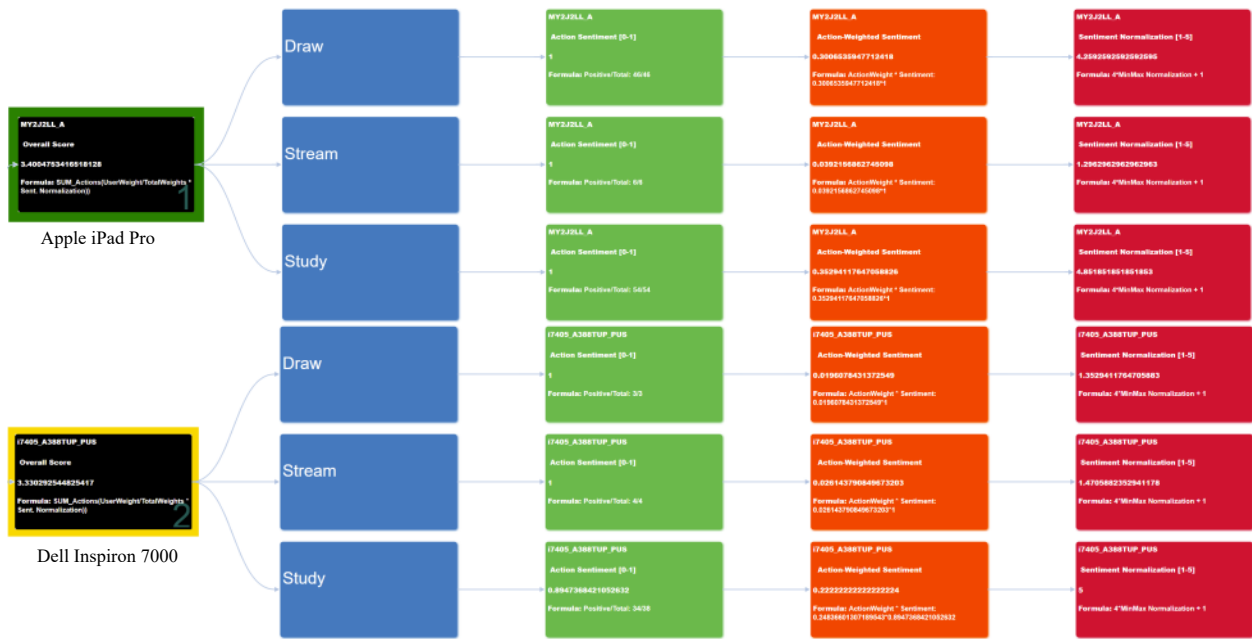 MY2J2LL_A
Overall Score
3.4004753416518128
Formula: SUM_Actions(UserWeight/TotalWeights *
Sent. Normalization))
1
Apple iPad Pro
Draw
MY2J2LL_A
Action Sentiment [0-1]
1
Formula: Positive/Total: 46/46
MY2J2LL_A
Action-Weighted Sentiment
0.3006535947712418
Formula: ActionWeight * Sentiment:
0.3006535947712418*1
MY2J2LL_A
Sentiment Normalization [1-5]
4.2592592592592595
Formula: 4*MinMax Normalization + 1
Stream
MY2J2LL_A
Action Sentiment [0-1]
1
Formula: Positive/Total: 6/6
MY2J2LL_A
Action-Weighted Sentiment
0.0392156862745098
Formula: ActionWeight * Sentiment:
0.0392156862745098*1
MY2J2LL_A
Sentiment Normalization [1-5]
1.2962962962962963
Formula: 4*MinMax Normalization + 1
Study
MY2J2LL_A
Action Sentiment [0-1]
1
Formula: Positive/Total: 54/54
MY2J2LL_A
Action-Weighted Sentiment
0.35294117647058826
Formula: ActionWeight * Sentiment:
0.35294117647058826*1
MY2J2LL_A
Sentiment Normalization [1-5]
4.851851851851853
Formula: 4*MinMax Normalization + 1
i7405_A388TUP_PUS
Overall Score
3.330292544825417
Formula: SUM_Actions(UserWeight/TotalWeights *
Sent. Normalization))
2
Dell Inspiron 7000
Draw
i7405_A388TUP_PUS
Action Sentiment [0-1]
1
Formula: Positive/Total: 3/3
i7405_A388TUP_PUS
Action-Weighted Sentiment
0.0196078431372549
Formula: ActionWeight * Sentiment:
0.0196078431372549*1
i7405_A388TUP_PUS
Sentiment Normalization [1-5]
1.3529411764705883
Formula: 4*MinMax Normalization + 1
Stream
i7405_A388TUP_PUS
Action Sentiment [0-1]
1
Formula: Positive/Total: 4/4
i7405_A388TUP_PUS
Action-Weighted Sentiment
0.026143790849673203
Formula: ActionWeight * Sentiment:
0.026143790849673203*1
i7405_A388TUP_PUS
Sentiment Normalization [1-5]
1.4705882352941178
Formula: 4*MinMax Normalization + 1
Study
i7405_A388TUP_PUS
Action Sentiment [0-1]
0.8947368421052632
Formula: Positive/Total: 34/38
i7405_A388TUP_PUS
Action-Weighted Sentiment
0.22222222222222224
Formula: ActionWeight * Sentiment:
0.24836601307189543*0.8947368421052632
i7405_A388TUP_PUS
Sentiment Normalization [1-5]
5
Formula: 4*MinMax Normalization + 1